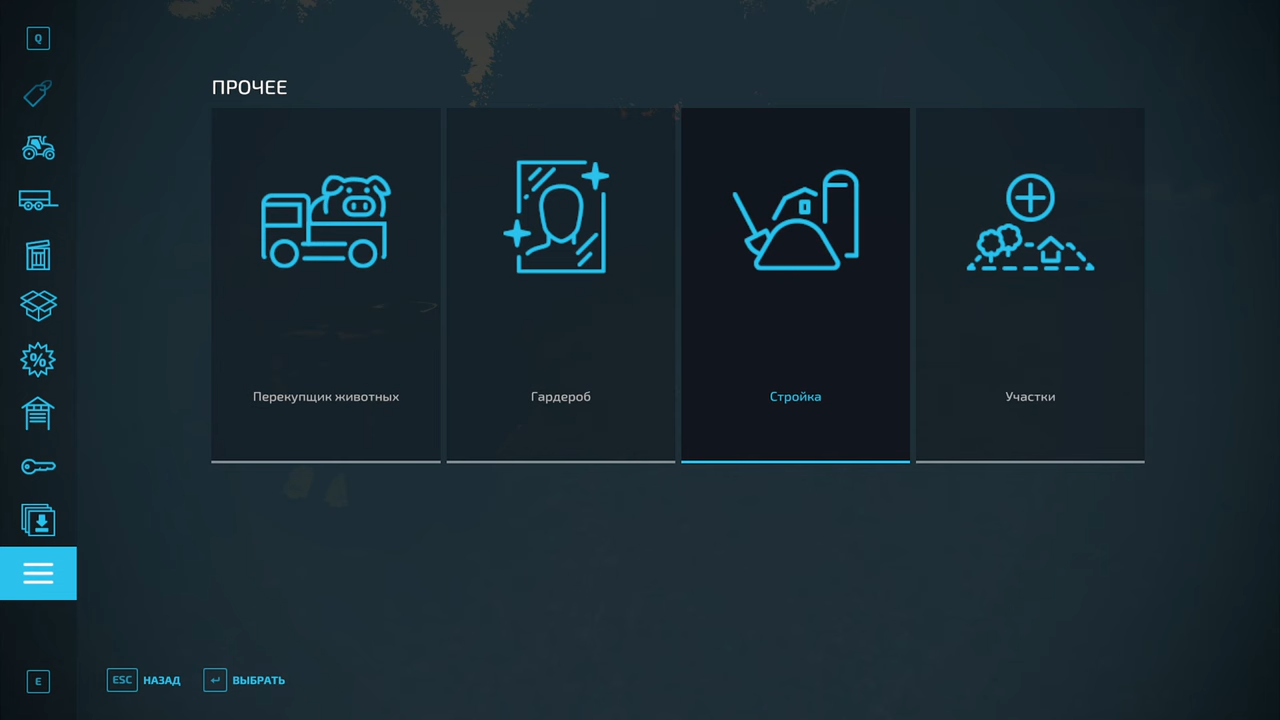 Q
ПРОЧЕЕ
%
Перекупщик животных
Гардероб
Стройка
Участки
E
ESC НАЗАД
ВЫБРАТЬ